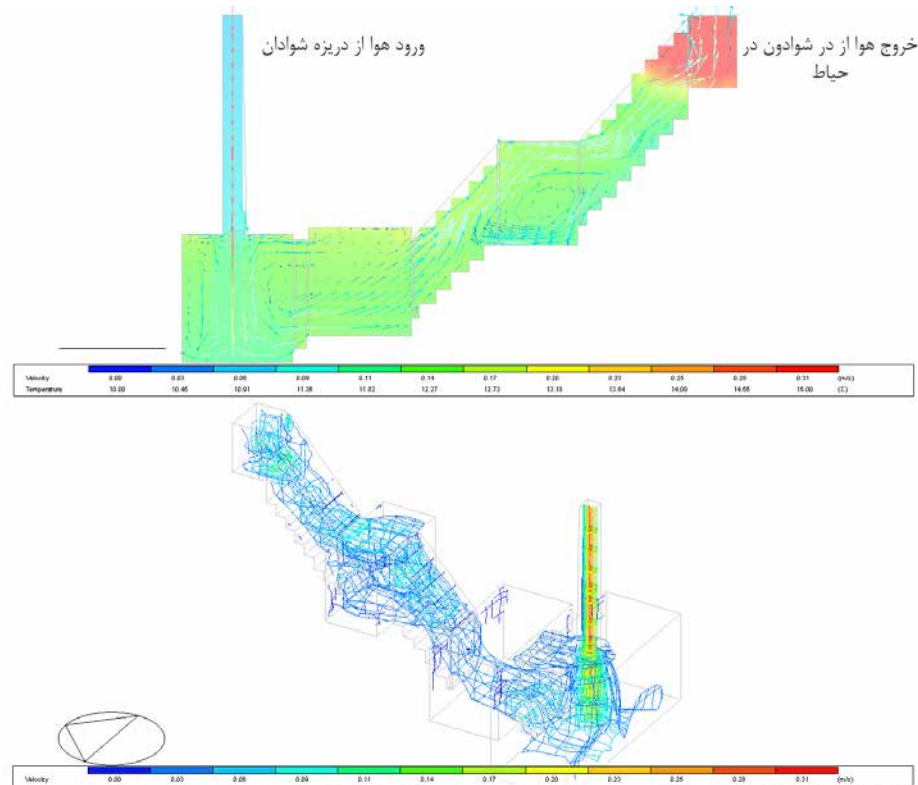 خروج هوا از در شوادون در
حیاط
ورود هوا از دریزه شوادان
Velocity 0.00 0.03 0.06 0.09 0.11 0.14 0.17 0.20 0.23 0.25 0.28 0.31 (m/s)
Temperature 10.00 10.45 10.91 11.36 11.82 12.27 12.73 13.18 13.64 14.09 14.55 15.00 (C)
Velocity 0.00 0.03 0.06 0.09 0.11 0.14 0.17 0.20 0.23 0.25 0.28 0.31 (m/s)